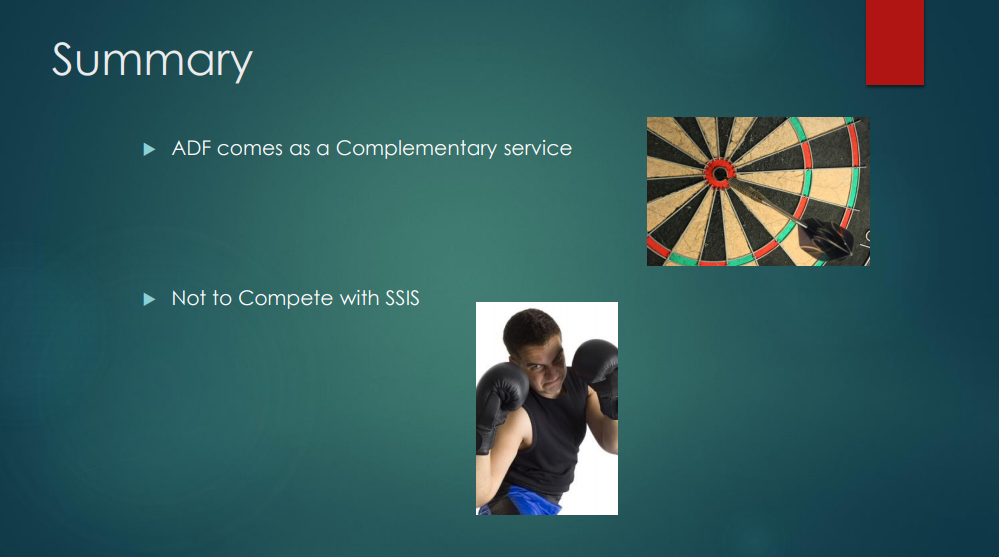 Summary
ADF comes as a Complementary service
Not to Compete with SSIS